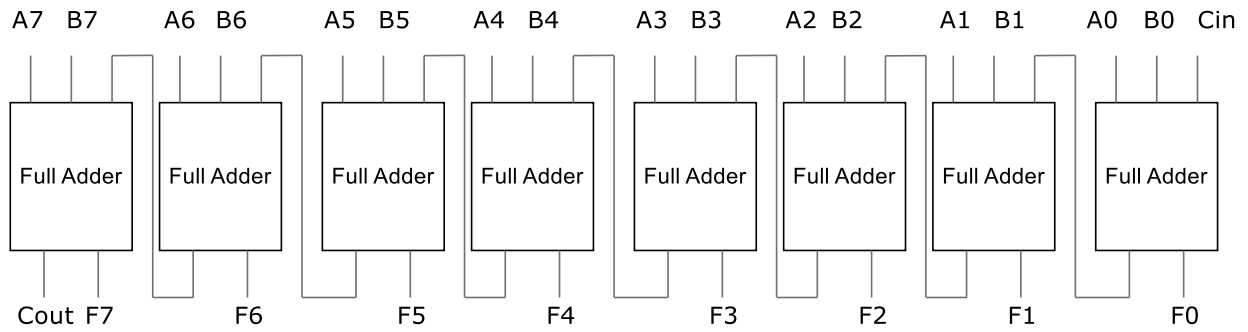 A7 B7 A6 B6 A5 B5 A4 B4 A3 B3 A2 B2 A1 B1 A0 B0 Cin
Full Adder Full Adder Full Adder Full Adder Full Adder Full Adder Full Adder Full Adder
Cout F7 F6 F5 F4 F3 F2 F1 F0